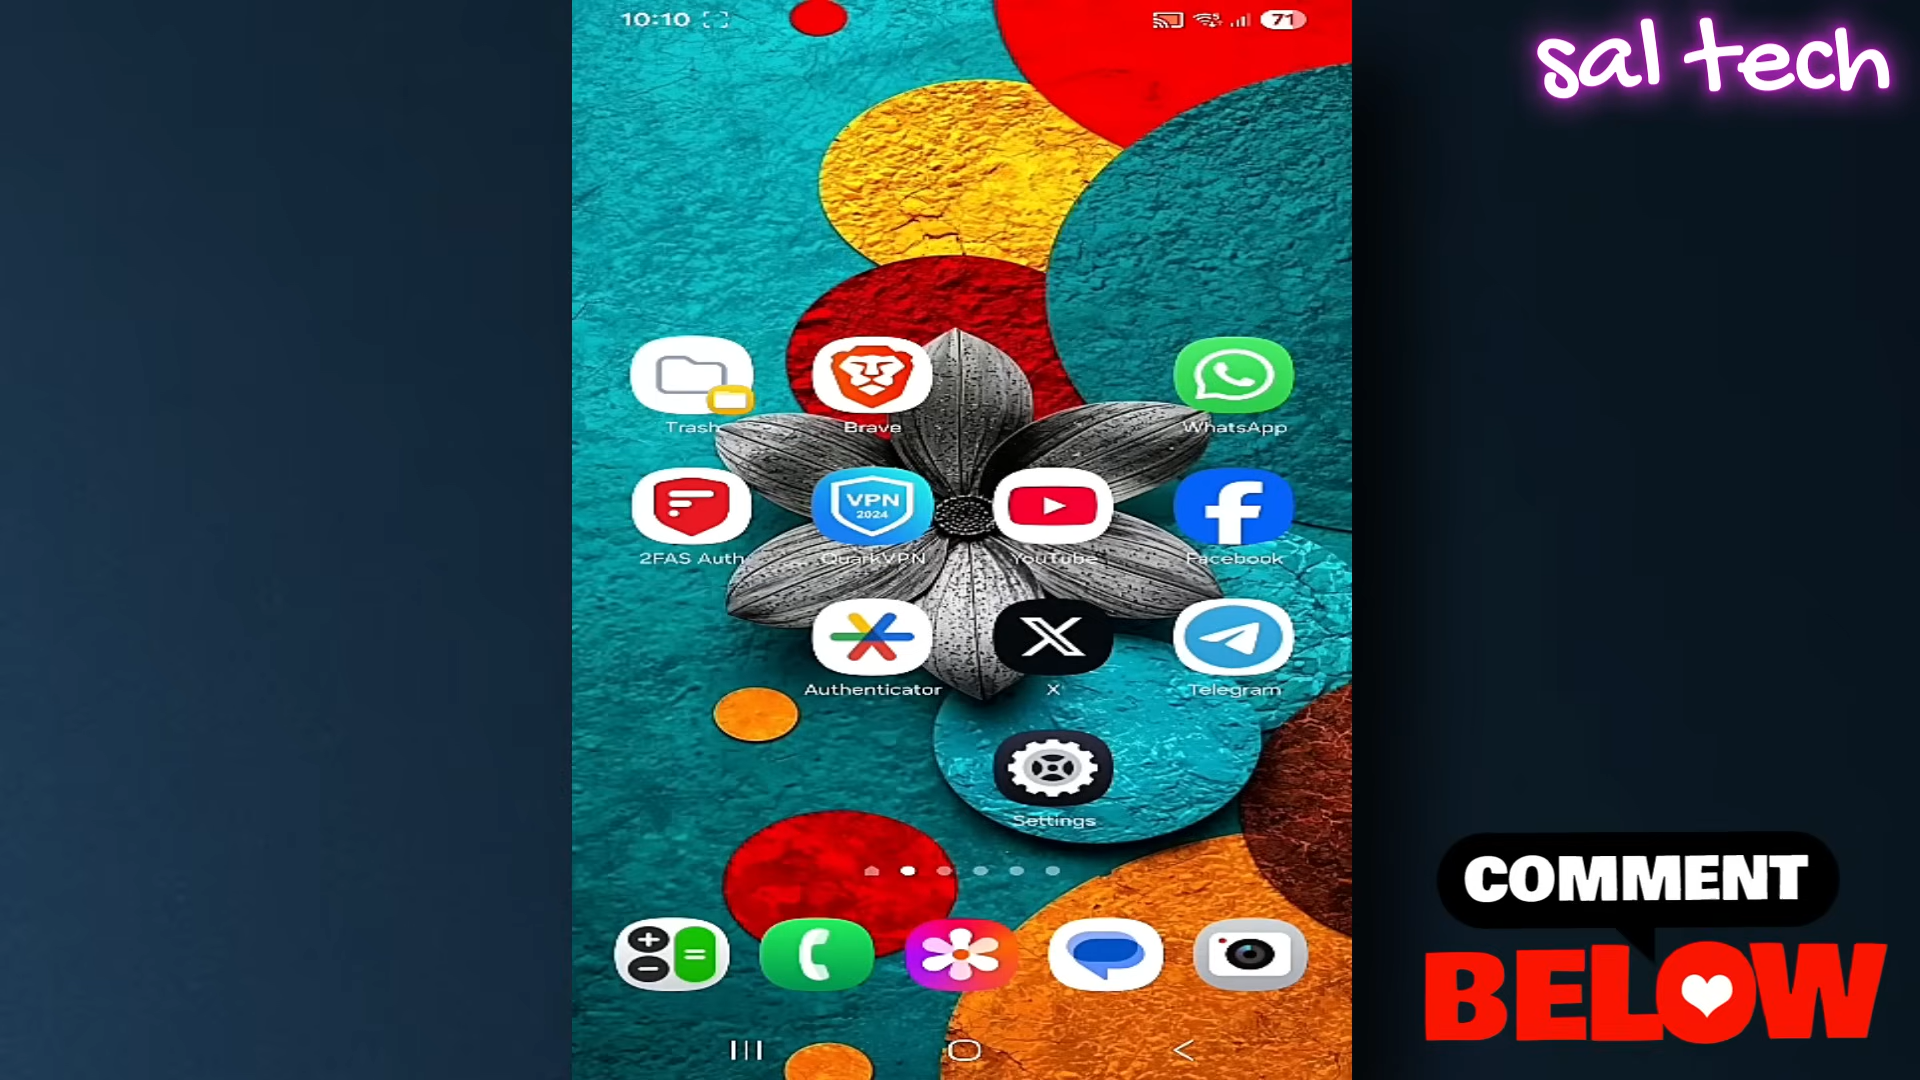 10:10
71
sal tech
Trash
Brave
WhatsApp
VPN
2024
2FAS Auth
QuarkVPN
YouTube
Facebook
Authenticator
X
Telegram
Settings
COMMENT
BELOW